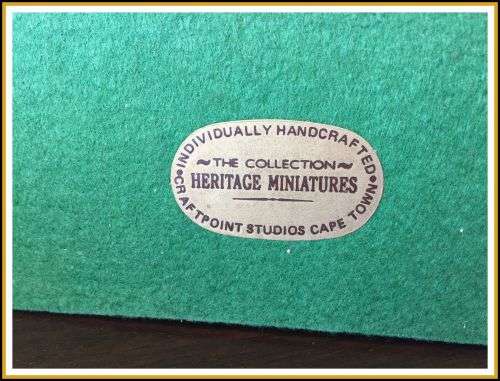 INDIVIDUALLY HANDCRAFTED
~THE COLLECTION~
HERITAGE MINIATURES
CRAFTPOINT STUDIOS CAPE TOWN